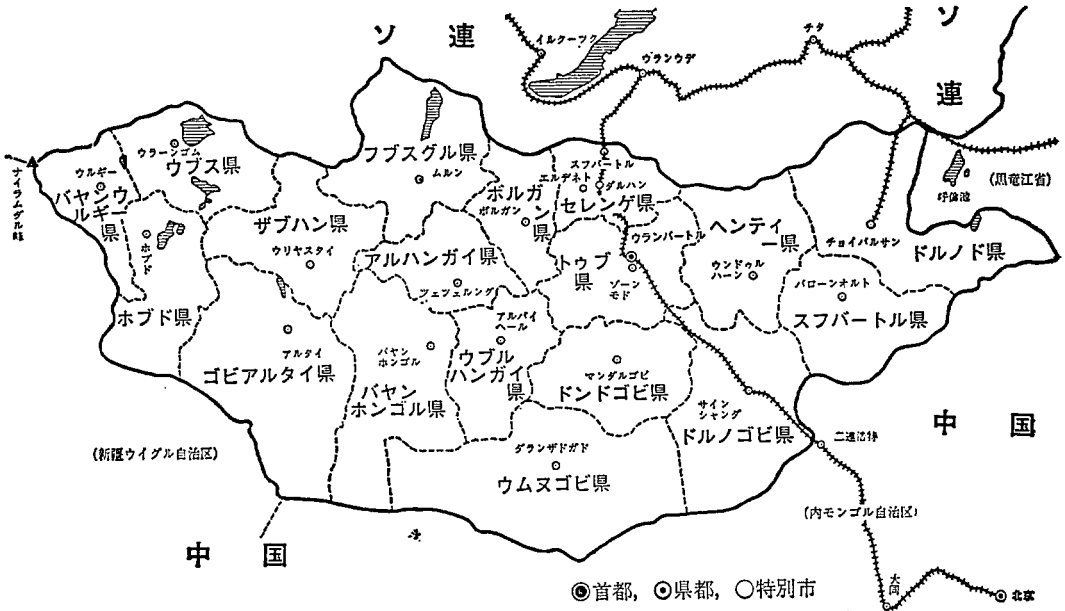 ソ連
ソ連
イルクーツク
ウランウデ
チタ
ナイラムダル峰
ウルギー
バヤンウルギー県
ウラーンゴム
ウブス県
ホブド
ホブド県
フブスグル県
ムルン
ザブハン県
ウリヤスタイ
アルハンガイ県
ツェツェルレング
ボルガン県
ボルガン
スフバートル
エルデネト
ダルハン
セレンゲ県
ウランバートル
トゥブ県
ゾーンモド
ヘンティー県
ウンドゥルハーン
チョイバルサン
ドルノド県
呼倫池
(黒竜江省)
バローンオルト
スフバートル県
アルタイ
ゴビアルタイ県
バヤンホンゴル
バヤンホンゴル県
アルバイヘール
ウブルハンガイ県
マンダルゴビ
ドンドゴビ県
サインシャンダ
ドルノゴビ県
ダランザドガド
ウムヌゴビ県
二連浩特
(新疆ウイグル自治区)
(内モンゴル自治区)
中国
中国
大同
北京
◎首都, ⊙県都, ○特別市